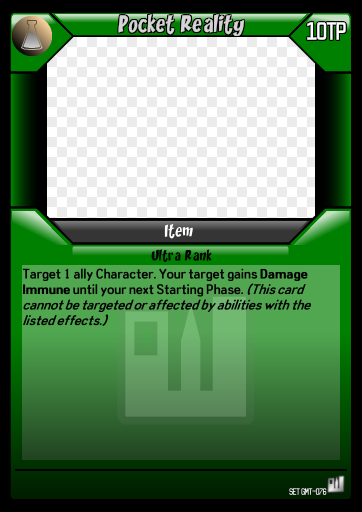 Pocket Reality
10TP
Item
Ultra Rank
Target 1 ally Character. Your target gains Damage
Immune until your next Starting Phase. (This card
cannot be targeted or affected by abilities with the
listed effects.)
SET GMT-076